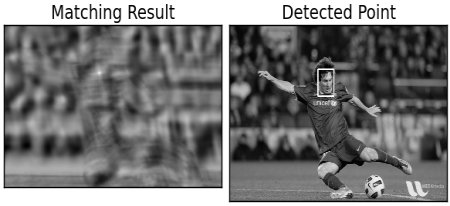 Matching Result
Detected Point
unicef